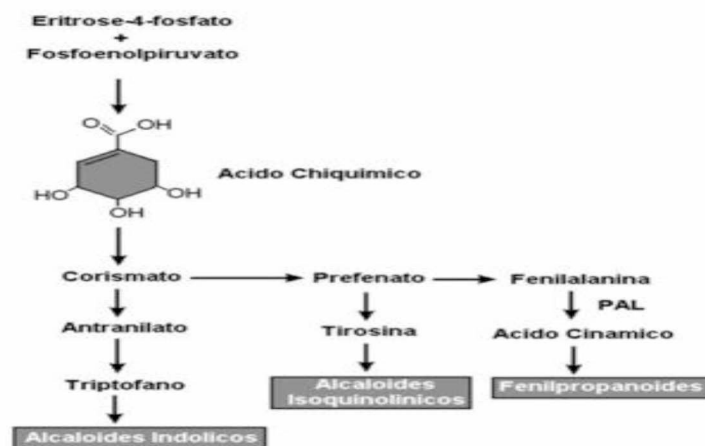 Eritrose-4-fosfato
+
Fosfoenolpiruvato
O
OH
Acido Chiquimico
HO
OH
OH
Corismato
Prefenato
Fenilalanina
PAL
Antranilato
Tirosina
Acido Cinamico
Triptofano
Alcaloides
Isoquinolinicos
Fenilpropanoides
Alcaloides Indolicos